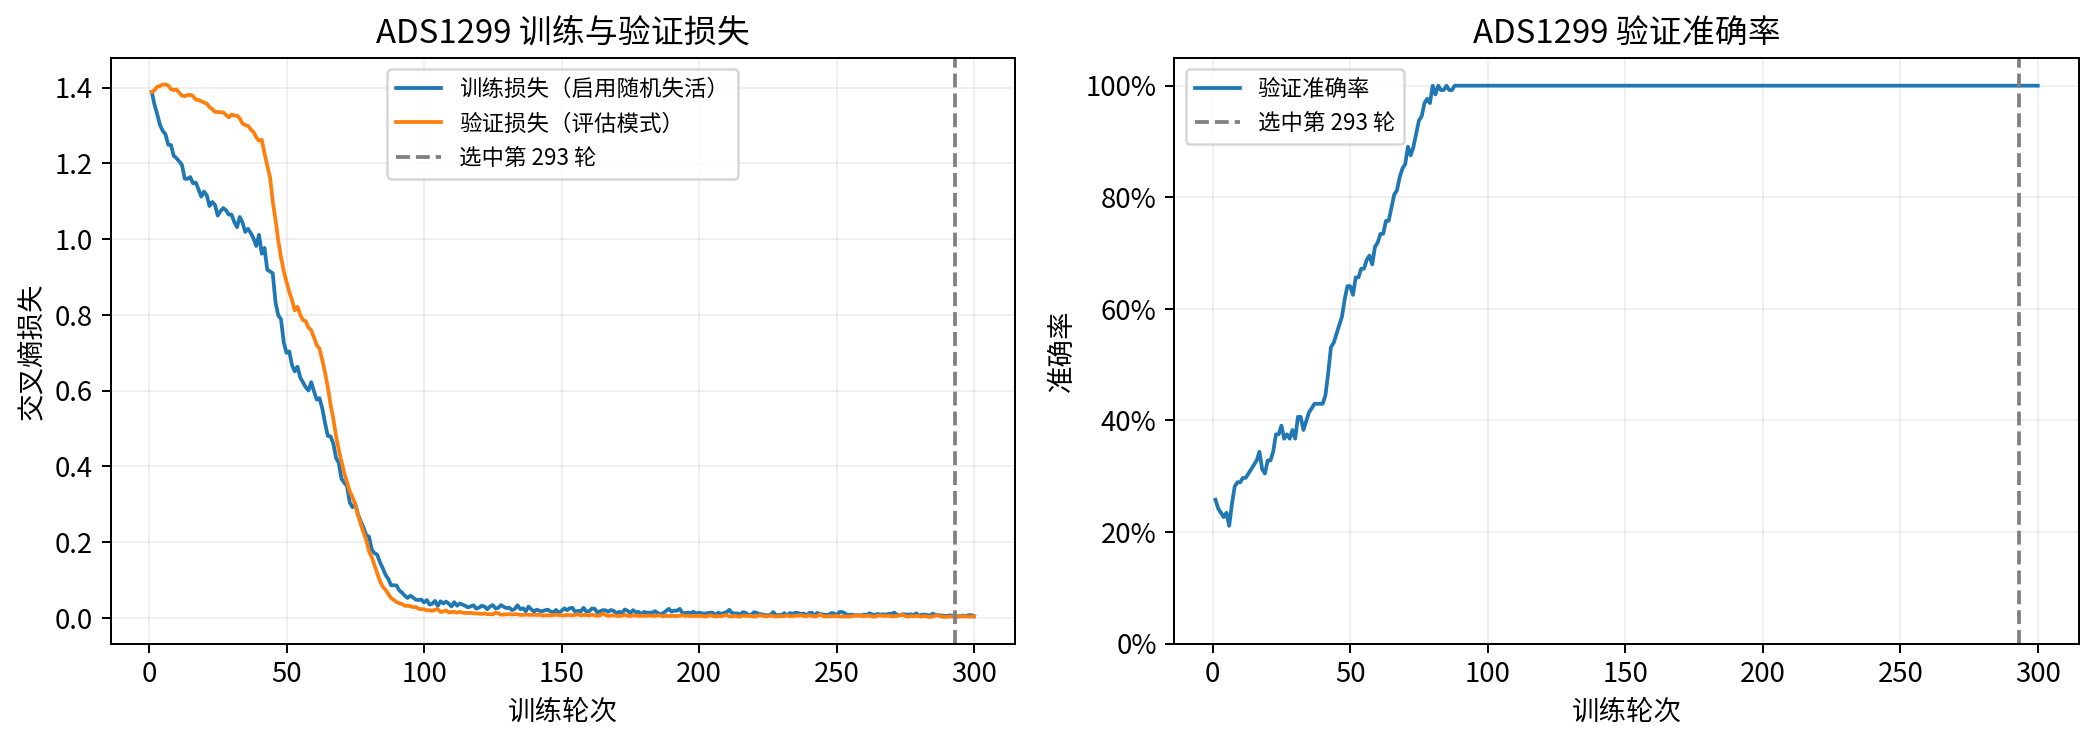 ADS1299 训练与验证损失
训练损失（启用随机失活）
验证损失（评估模式）
选中第 293 轮
交叉熵损失
1.4
1.2
1.0
0.8
0.6
0.4
0.2
0.0
0 50 100 150 200 250 300
训练轮次
ADS1299 验证准确率
验证准确率
选中第 293 轮
准确率
100%
80%
60%
40%
20%
0%
0 50 100 150 200 250 300
训练轮次